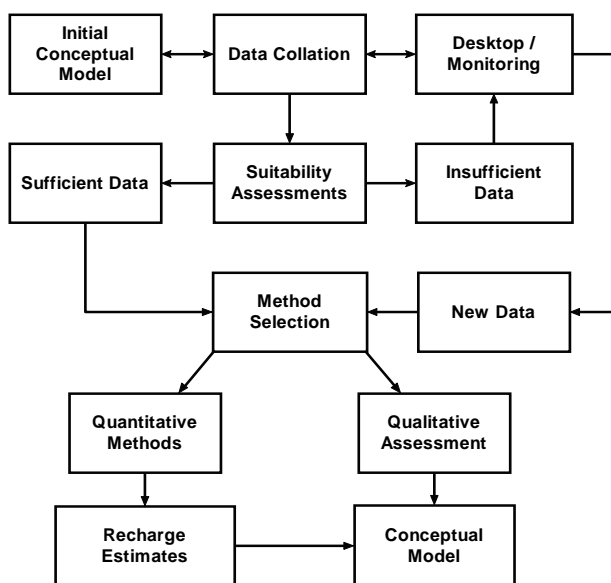 Initial
Conceptual
Model
Data Collation
Desktop /
Monitoring
Sufficient Data
Suitability
Assessments
Insufficient
Data
Method
Selection
New Data
Quantitative
Methods
Qualitative
Assessment
Recharge
Estimates
Conceptual
Model